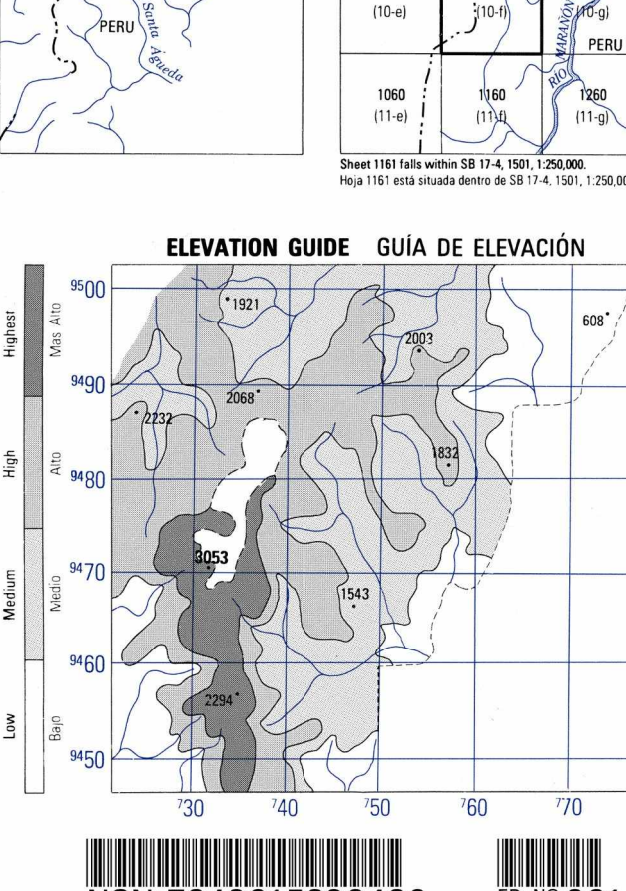 PERU
Santa Águeda
(10-e)
(10-f)
(10-g)
RÍO MARAÑÓN
PERU
1060
(11-e)
1160
(11-f)
1260
(11-g)
Sheet 1161 falls within SB 17-4, 1501, 1:250,000.
Hoja 1161 está situada dentro de SB 17-4, 1501, 1:250,00
ELEVATION GUIDE GUÍA DE ELEVACIÓN
Highest
Mas Alto
High
Alto
Medium
Medio
Low
Bajo
9500
9490
9480
9470
9460
9450
1921
608
2003
2068
2232
1832
3053
1543
2294
730
740
750
760
770